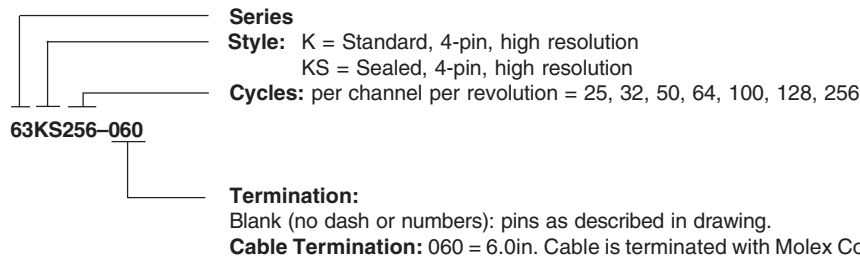 Series
Style: K = Standard, 4-pin, high resolution
KS = Sealed, 4-pin, high resolution
Cycles: per channel per revolution = 25, 32, 50, 64, 100, 128, 256
63KS256–060
Termination:
Blank (no dash or numbers): pins as described in drawing.
Cable Termination: 060 = 6.0in. Cable is terminated with Molex